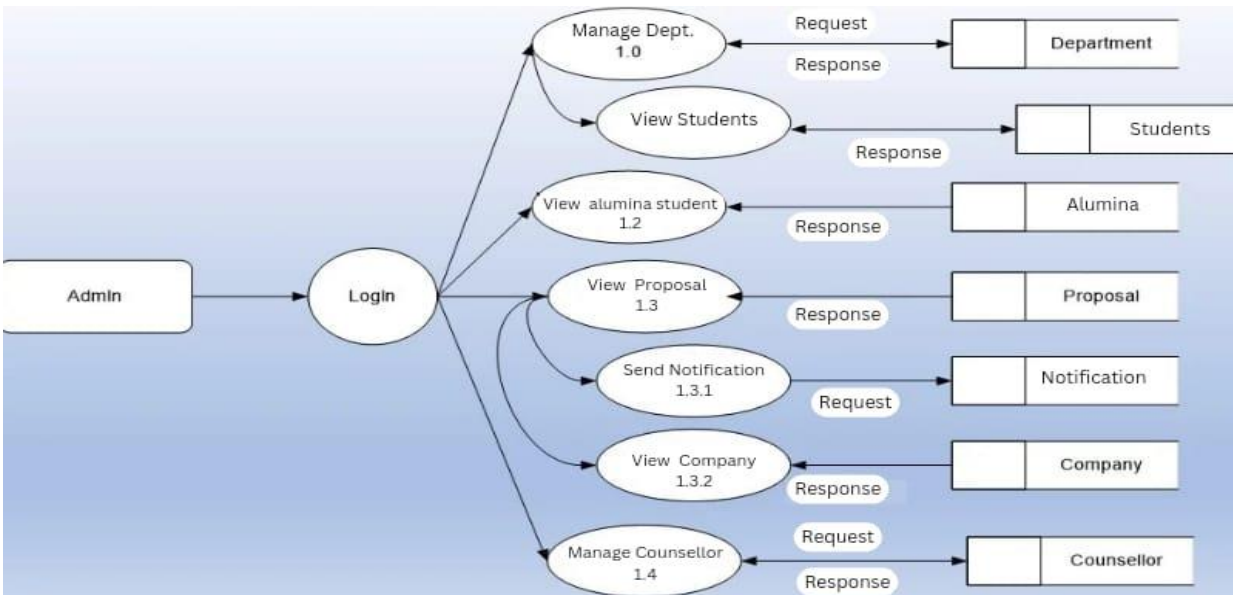 Manage Dept.
1.0
Request
Response
Department
View Students
Response
Students
View alumina student
1.2
Response
Alumina
Admin
Login
View Proposal
1.3
Response
Proposal
Send Notification
1.3.1
Request
Notification
View Company
1.3.2
Response
Company
Manage Counsellor
1.4
Request
Response
Counsellor